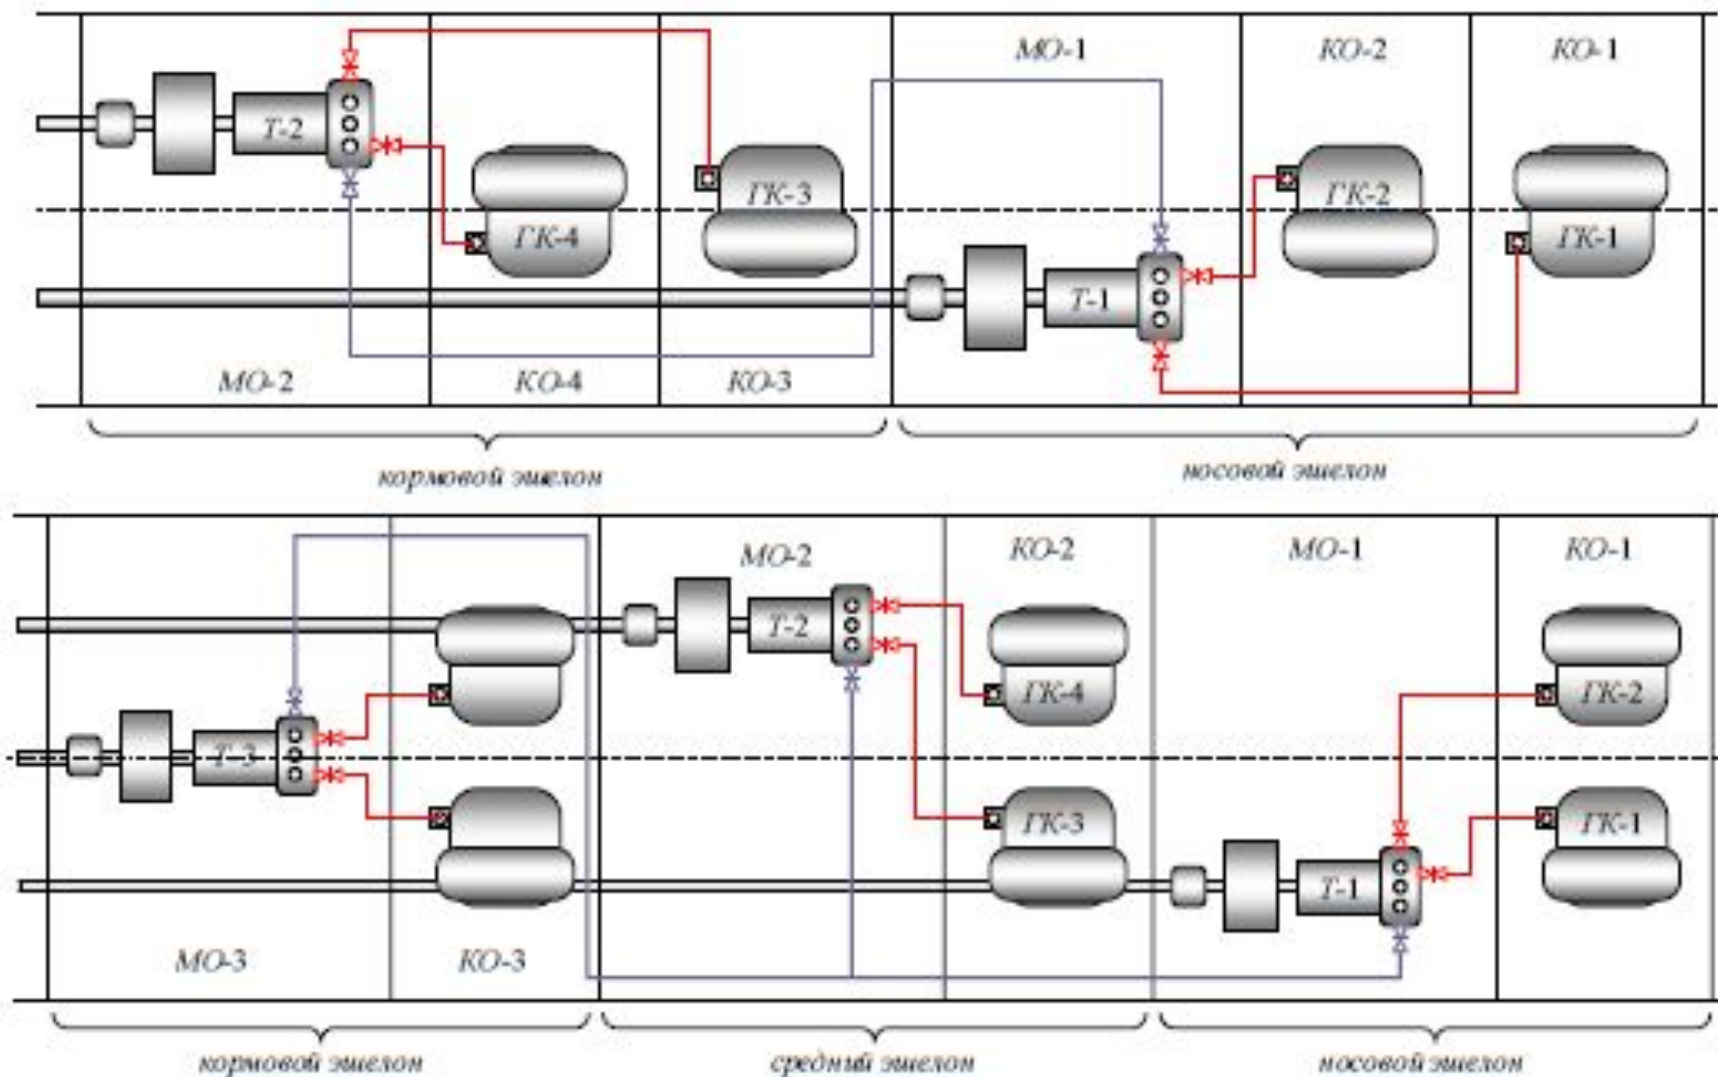 МО-1
КО-2
КО-1
Т-2
ГК-3
ГК-2
ГК-4
ГК-1
Т-1
МО-2
КО-4
КО-3
кормовой эшелон
носовой эшелон
МО-2
КО-2
МО-1
КО-1
Т-2
ГК-4
ГК-2
Т-3
ГК-3
ГК-1
Т-1
МО-3
КО-3
кормовой эшелон
средний эшелон
носовой эшелон